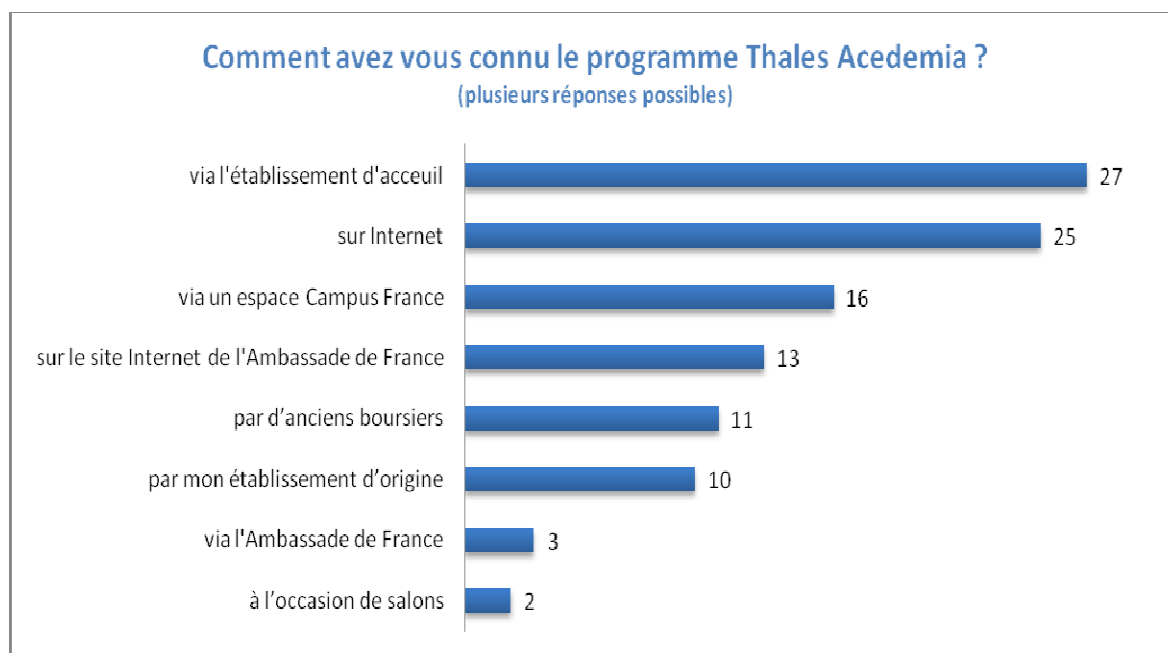 Comment avez vous connu le programme Thales Acedemia ?
(plusieurs réponses possibles)
via l'établissement d'acceuil 27
sur Internet 25
via un espace Campus France 16
sur le site Internet de l'Ambassade de France 13
par d’anciens boursiers 11
par mon établissement d’origine 10
via l'Ambassade de France 3
à l’occasion de salons 2